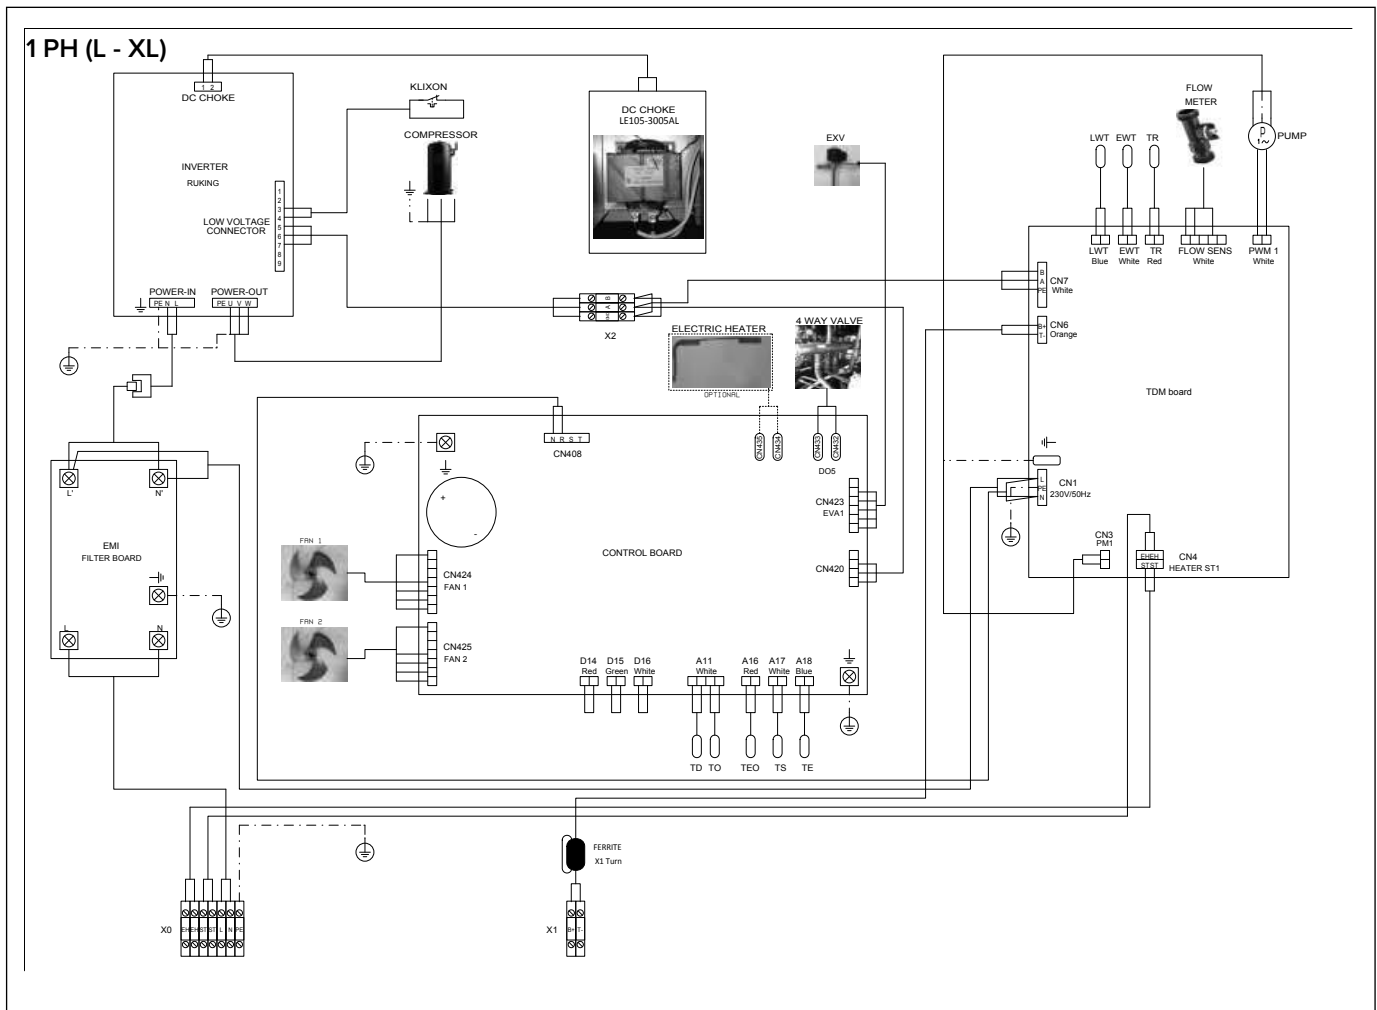 1 PH (L - XL)
1 2
DC CHOKE
KLIXON
COMPRESSOR
DC CHOKE
LE105-3005AL
EXV
FLOW
METER
LWT EWT TR
P
1~
PUMP
INVERTER
RUKING
LOW VOLTAGE
CONNECTOR
1
2
3
4
5
6
7
8
9
POWER-IN
PE N L
POWER-OUT
PE U V W
LWT
Blue
EWT
White
TR
Red
FLOW SENS
White
PWM 1
White
B
A
PE
CN7
White
B+
T-
CN6
Orange
B
A
X2
ELECTRIC HEATER
OPTIONAL
4 WAY VALVE
TDM board
N R S T
CN408
CN435
CN434
CN433
CN432
DO5
L
PE
N
CN1
230V/50Hz
L'
N'
EMI
FILTER BOARD
L
N
+
-
CONTROL BOARD
CN423
EVA1
CN420
CN3
PM1
EHEH
STST
CN4
HEATER ST1
FAN 1
CN424
FAN 1
FAN 2
CN425
FAN 2
D14
Red
D15
Green
D16
White
A11
White
A16
Red
A17
White
A18
Blue
TD TO TEO TS TE
FERRITE
X1 Turn
X0
EH EH ST ST L N PE
X1
B+ T-